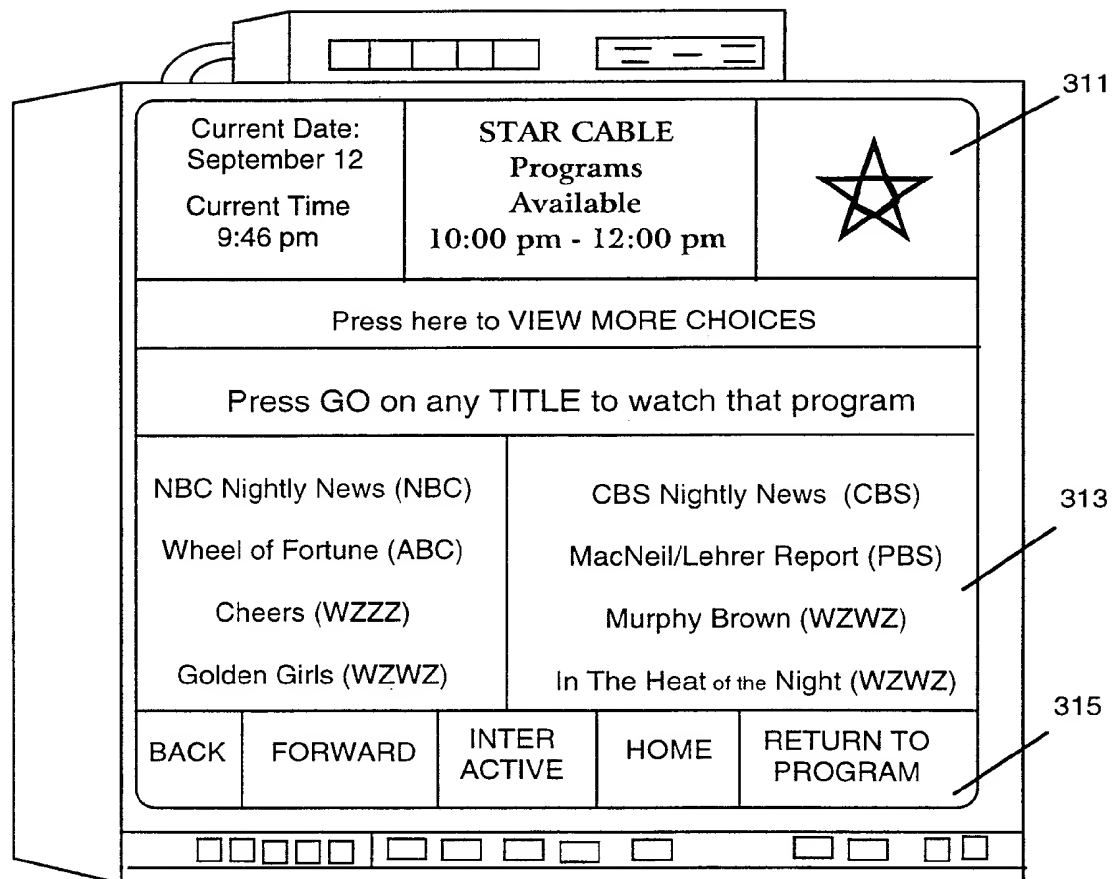 Current Date:
September 12
Current Time
9:46 pm
STAR CABLE
Programs
Available
10:00 pm - 12:00 pm
311
Press here to VIEW MORE CHOICES
Press GO on any TITLE to watch that program
NBC Nightly News (NBC)
Wheel of Fortune (ABC)
Cheers (WZZZ)
Golden Girls (WZWZ)
CBS Nightly News (CBS)
MacNeil/Lehrer Report (PBS)
Murphy Brown (WZWZ)
In The Heat of the Night (WZWZ)
313
BACK
FORWARD
INTER
ACTIVE
HOME
RETURN TO
PROGRAM
315